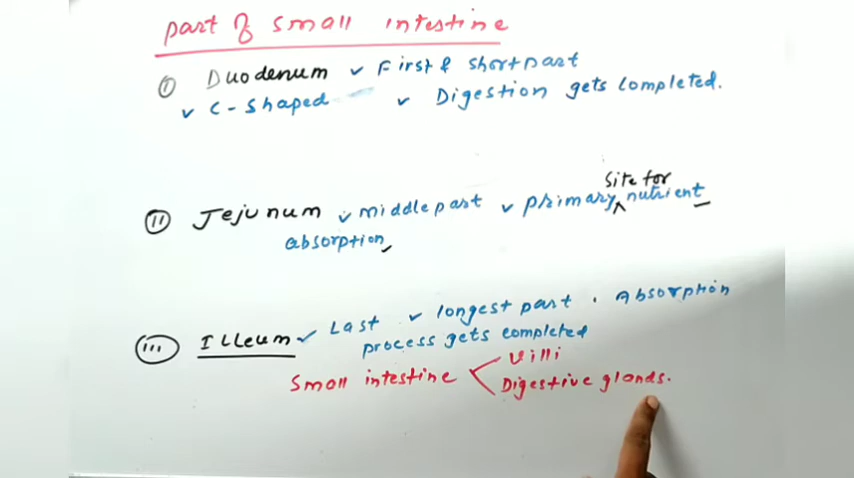 part of small intestine
(i) Duodenum ✓ First & short part
✓ C-shaped ✓ Digestion gets completed.
(ii) Jejunum ✓ middle part ✓ primary ^ site for nutrient
absorption
(iii) Illeum ✓ Last ✓ longest part . Absorption
process gets completed
small intestine < villi
Digestive glands.